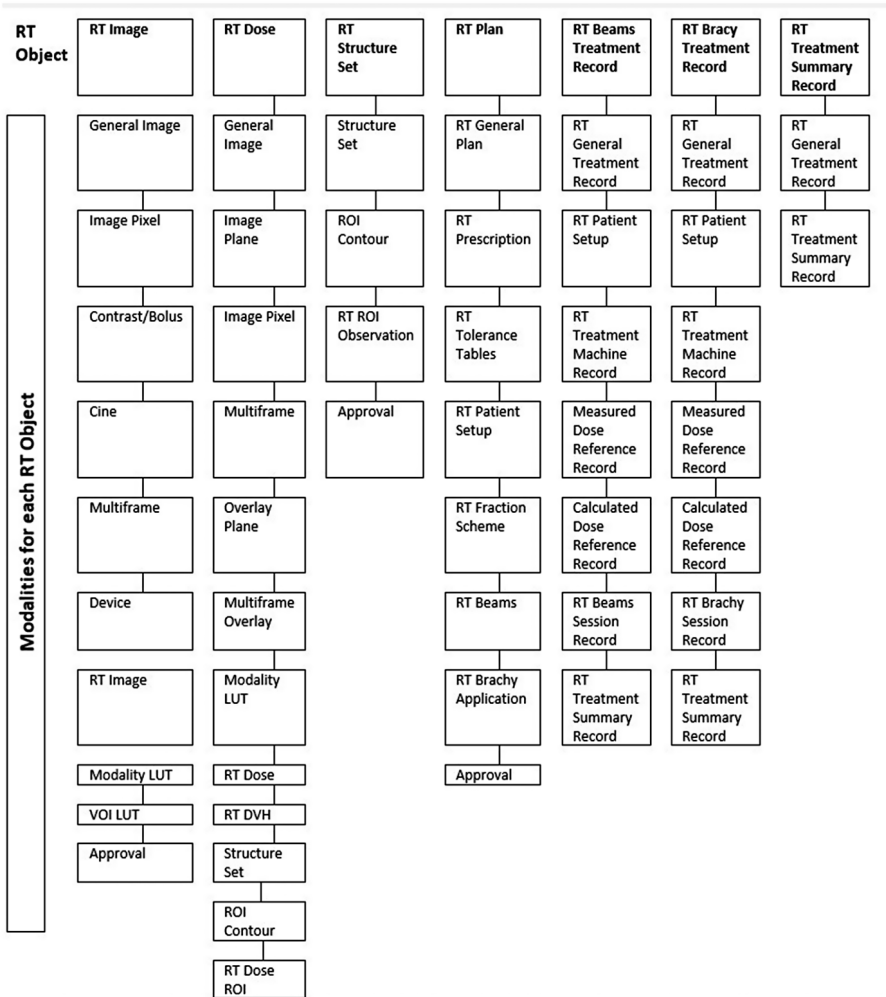 RT
Object
RT Image
RT Dose
RT
Structure
Set
RT Plan
RT Beams
Treatment
Record
RT Bracy
Treatment
Record
RT
Treatment
Summary
Record
Modalities for each RT Object
General Image
Image Pixel
Contrast/Bolus
Cine
Multiframe
Device
RT Image
Modality LUT
VOI LUT
Approval
General
Image
Image
Plane
Image Pixel
Multiframe
Overlay
Plane
Multiframe
Overlay
Modality
LUT
RT Dose
RT DVH
Structure
Set
ROI
Contour
RT Dose
ROI
Structure
Set
ROI
Contour
RT ROI
Observation
Approval
RT General
Plan
RT
Prescription
RT
Tolerance
Tables
RT Patient
Setup
RT Fraction
Scheme
RT Beams
RT Brachy
Application
Approval
RT
General
Treatment
Record
RT Patient
Setup
RT
Treatment
Machine
Record
Measured
Dose
Reference
Record
Calculated
Dose
Reference
Record
RT Beams
Session
Record
RT
Treatment
Summary
Record
RT
General
Treatment
Record
RT Patient
Setup
RT
Treatment
Machine
Record
Measured
Dose
Reference
Record
Calculated
Dose
Reference
Record
RT Brachy
Session
Record
RT
Treatment
Summary
Record
RT
General
Treatment
Record
RT
Treatment
Summary
Record